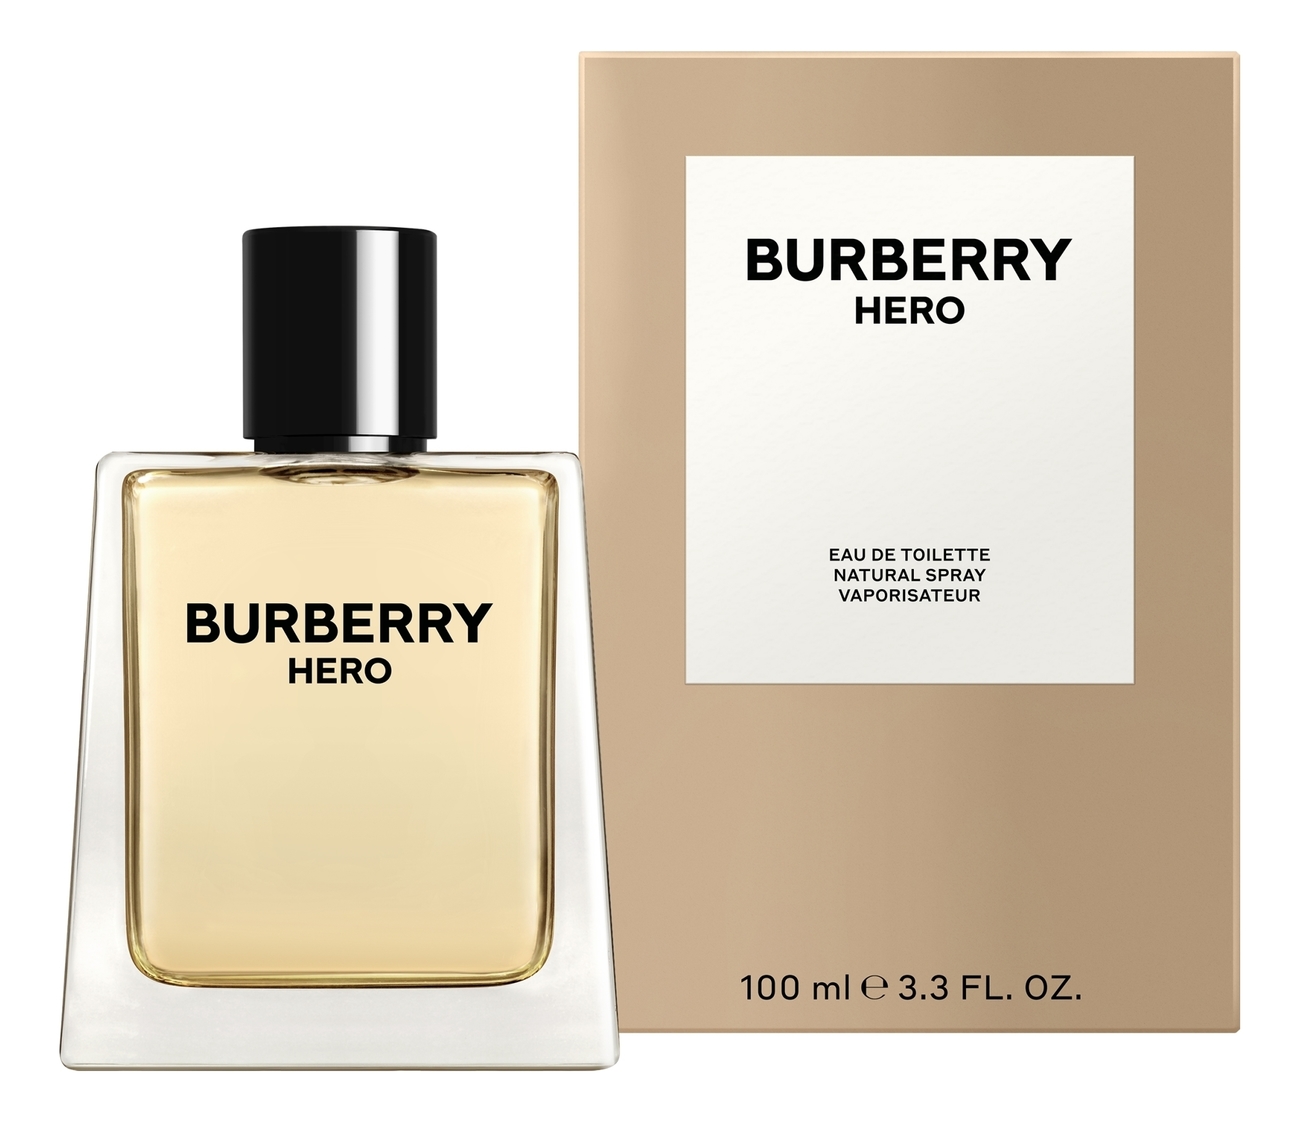 BURBERRY
HERO
BURBERRY
HERO
EAU DE TOILETTE
NATURAL SPRAY
VAPORISATEUR
100 ml ℮ 3.3 FL. OZ.